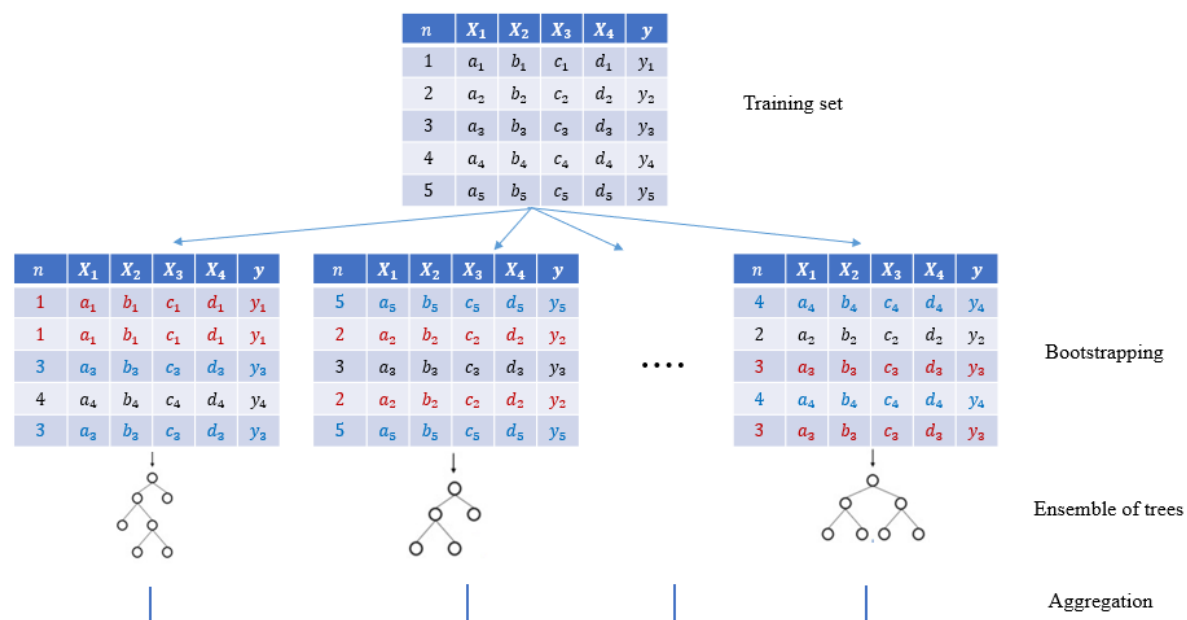 n X₁ X₂ X₃ X₄ y
1 a₁ b₁ c₁ d₁ y₁
2 a₂ b₂ c₂ d₂ y₂
3 a₃ b₃ c₃ d₃ y₃
4 a₄ b₄ c₄ d₄ y₄
5 a₅ b₅ c₅ d₅ y₅
Training set
n X₁ X₂ X₃ X₄ y
1 a₁ b₁ c₁ d₁ y₁
1 a₁ b₁ c₁ d₁ y₁
3 a₃ b₃ c₃ d₃ y₃
4 a₄ b₄ c₄ d₄ y₄
3 a₃ b₃ c₃ d₃ y₃
n X₁ X₂ X₃ X₄ y
5 a₅ b₅ c₅ d₅ y₅
2 a₂ b₂ c₂ d₂ y₂
3 a₃ b₃ c₃ d₃ y₃
2 a₂ b₂ c₂ d₂ y₂
5 a₅ b₅ c₅ d₅ y₅
....
n X₁ X₂ X₃ X₄ y
4 a₄ b₄ c₄ d₄ y₄
2 a₂ b₂ c₂ d₂ y₂
3 a₃ b₃ c₃ d₃ y₃
4 a₄ b₄ c₄ d₄ y₄
3 a₃ b₃ c₃ d₃ y₃
Bootstrapping
Ensemble of trees
Aggregation